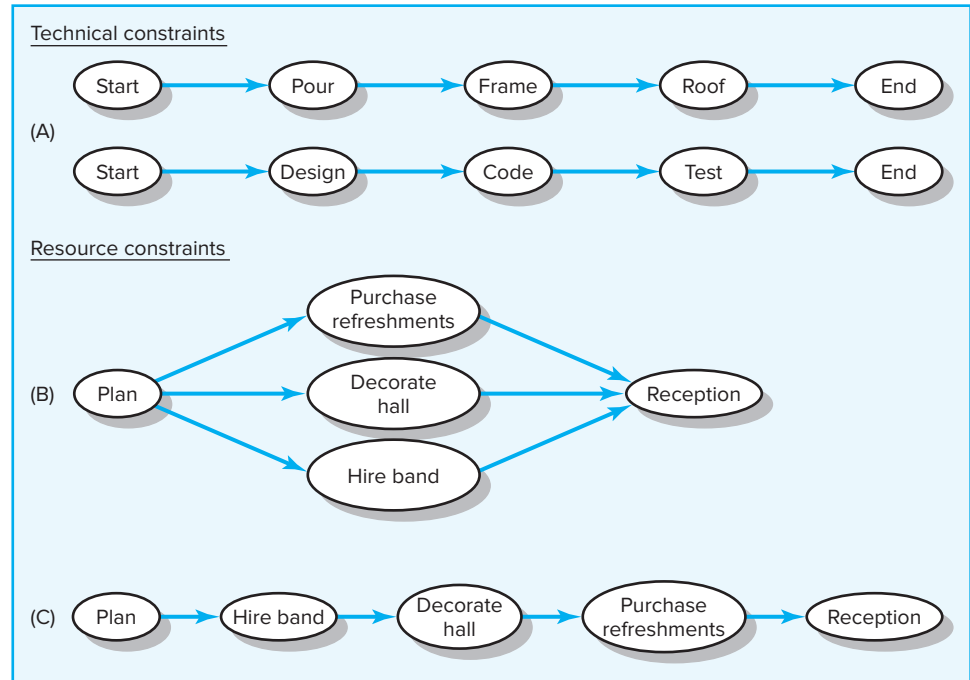 Technical constraints
Start Pour Frame Roof End
(A)
Start Design Code Test End
Resource constraints
Purchase
refreshments
(B) Plan Decorate
hall Reception
Hire band
(C) Plan Hire band Decorate
hall Purchase
refreshments Reception